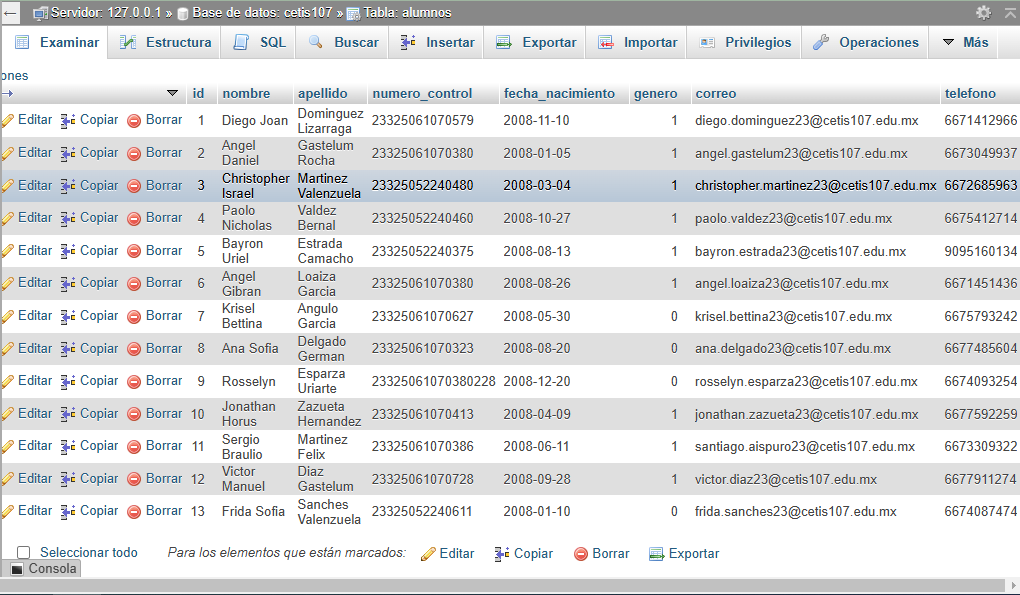 Servidor: 127.0.0.1 » Base de datos: cetis107 » Tabla: alumnos
Examinar Estructura SQL Buscar Insertar Exportar Importar Privilegios Operaciones Más
ones
id nombre apellido numero_control fecha_nacimiento genero correo telefono
Editar Copiar Borrar 1 Diego Joan Dominguez Lizarraga 23325061070579 2008-11-10 1 diego.dominguez23@cetis107.edu.mx 6671412966
Editar Copiar Borrar 2 Angel Daniel Gastelum Rocha 23325061070380 2008-01-05 1 angel.gastelum23@cetis107.edu.mx 6673049937
Editar Copiar Borrar 3 Christopher Israel Martinez Valenzuela 23325052240480 2008-03-04 1 christopher.martinez23@cetis107.edu.mx 6672685963
Editar Copiar Borrar 4 Paolo Nicholas Valdez Bernal 23325052240460 2008-10-27 1 paolo.valdez23@cetis107.edu.mx 6675412714
Editar Copiar Borrar 5 Bayron Uriel Estrada Camacho 23325052240375 2008-08-13 1 bayron.estrada23@cetis107.edu.mx 9095160134
Editar Copiar Borrar 6 Angel Gibran Loaiza Garcia 23325061070380 2008-08-26 1 angel.loaiza23@cetis107.edu.mx 6671451436
Editar Copiar Borrar 7 Krisel Bettina Angulo Garcia 23325061070627 2008-05-30 0 krisel.bettina23@cetis107.edu.mx 6675793242
Editar Copiar Borrar 8 Ana Sofia Delgado German 23325061070323 2008-08-20 0 ana.delgado23@cetis107.edu.mx 6677485604
Editar Copiar Borrar 9 Rosselyn Esparza Uriarte 23325061070380228 2008-12-20 0 rosselyn.esparza23@cetis107.edu.mx 6674093254
Editar Copiar Borrar 10 Jonathan Horus Zazueta Hernandez 23325061070413 2008-04-09 1 jonathan.zazueta23@cetis107.edu.mx 6677592259
Editar Copiar Borrar 11 Sergio Braulio Martinez Felix 23325061070386 2008-06-11 1 santiago.aispuro23@cetis107.edu.mx 6673309322
Editar Copiar Borrar 12 Victor Manuel Diaz Gastelum 23325061070728 2008-09-28 1 victor.diaz23@cetis107.edu.mx 6677911274
Editar Copiar Borrar 13 Frida Sofia Sanches Valenzuela 23325052240611 2008-01-10 0 frida.sanches23@cetis107.edu.mx 6674087474
Seleccionar todo Para los elementos que están marcados: Editar Copiar Borrar Exportar
Consola